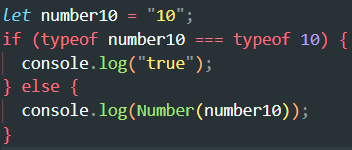 let number10 = "10";
if (typeof number10 === typeof 10) {
  console.log("true");
} else {
  console.log(Number(number10));
}